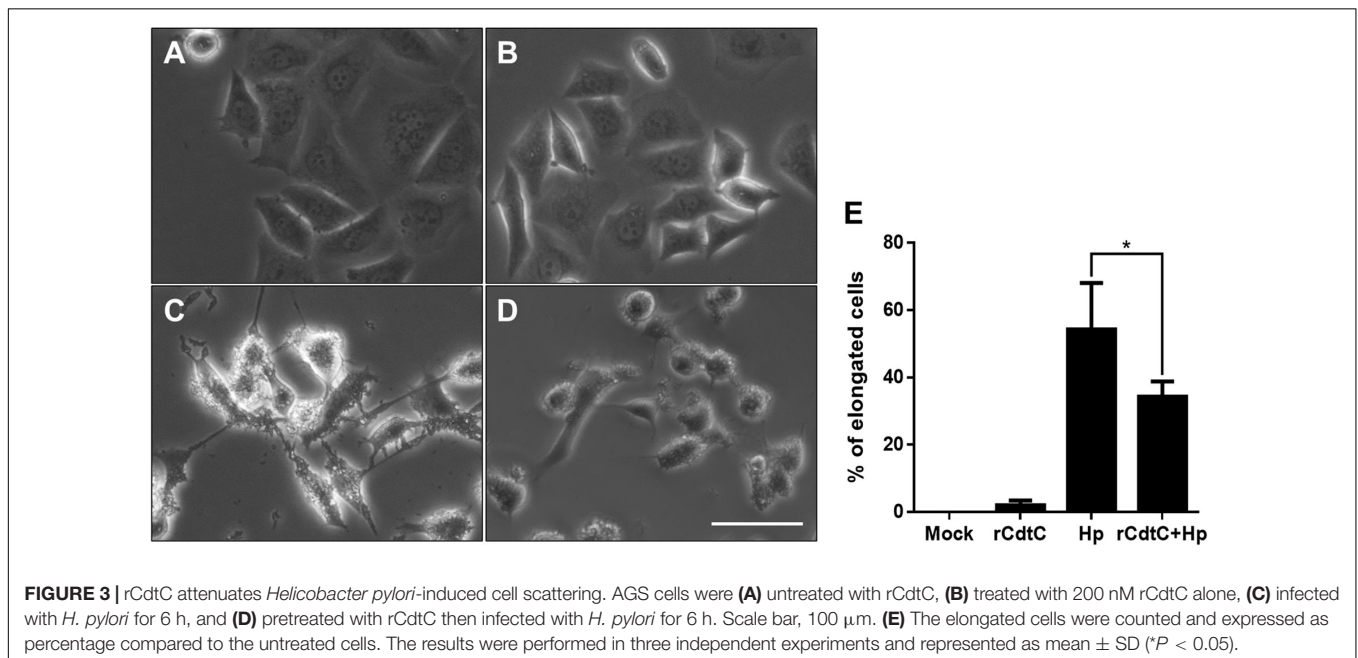 A
B
C
D
E
80
60
40
20
0
% of elongated cells
*
Mock rCdtC Hp rCdtC+Hp
FIGURE 3 | rCdtC attenuates Helicobacter pylori-induced cell scattering. AGS cells were (A) untreated with rCdtC, (B) treated with 200 nM rCdtC alone, (C) infected
with H. pylori for 6 h, and (D) pretreated with rCdtC then infected with H. pylori for 6 h. Scale bar, 100 μm. (E) The elongated cells were counted and expressed as
percentage compared to the untreated cells. The results were performed in three independent experiments and represented as mean ± SD (*P < 0.05).